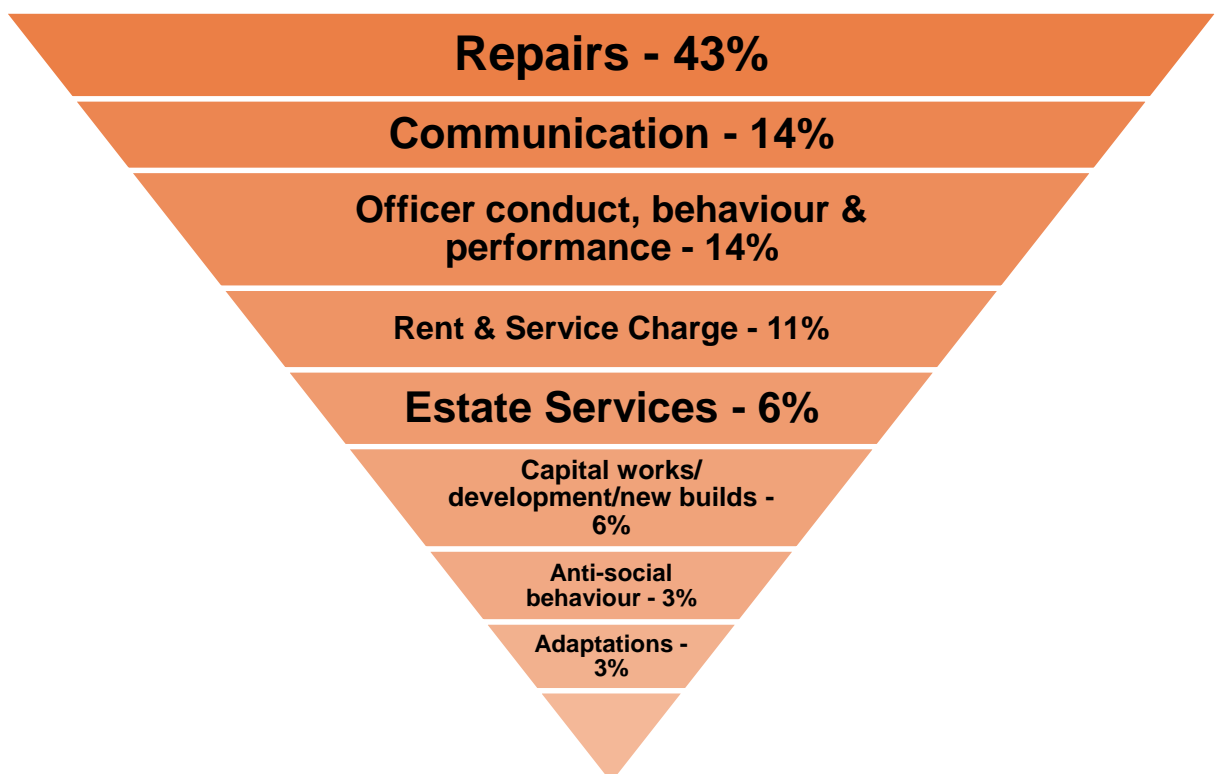 Repairs - 43%
Communication - 14%
Officer conduct, behaviour &
performance - 14%
Rent & Service Charge - 11%
Estate Services - 6%
Capital works/
development/new builds -
6%
Anti-social
behaviour - 3%
Adaptations -
3%